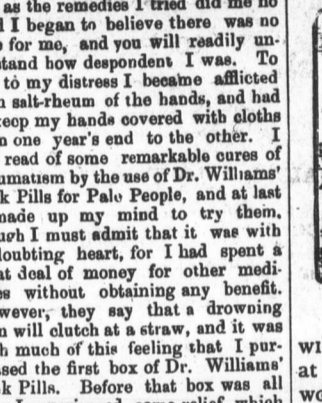 as the remedies I tried did me no
I began to believe there was no
for me, and you will readily un-
stand how despondent I was. To
to my distress I became afflicted
salt-rheum of the hands, and had
keep my hands covered with cloths
one year's end to the other. I
read of some remarkable cures of
umatism by the use of Dr. Williams'
k Pills for Pale People, and at last
made up my mind to try them,
ugh I must admit that it was with
doubting heart, for I had spent a
at deal of money for other medi-
es without obtaining any benefit.
wever, they say that a drowning
n will clutch at a straw, and it was
h much of this feeling that I pur-
sed the first box of Dr. Williams'
k Pills. Before that box was all
relief which
WI
at
wo